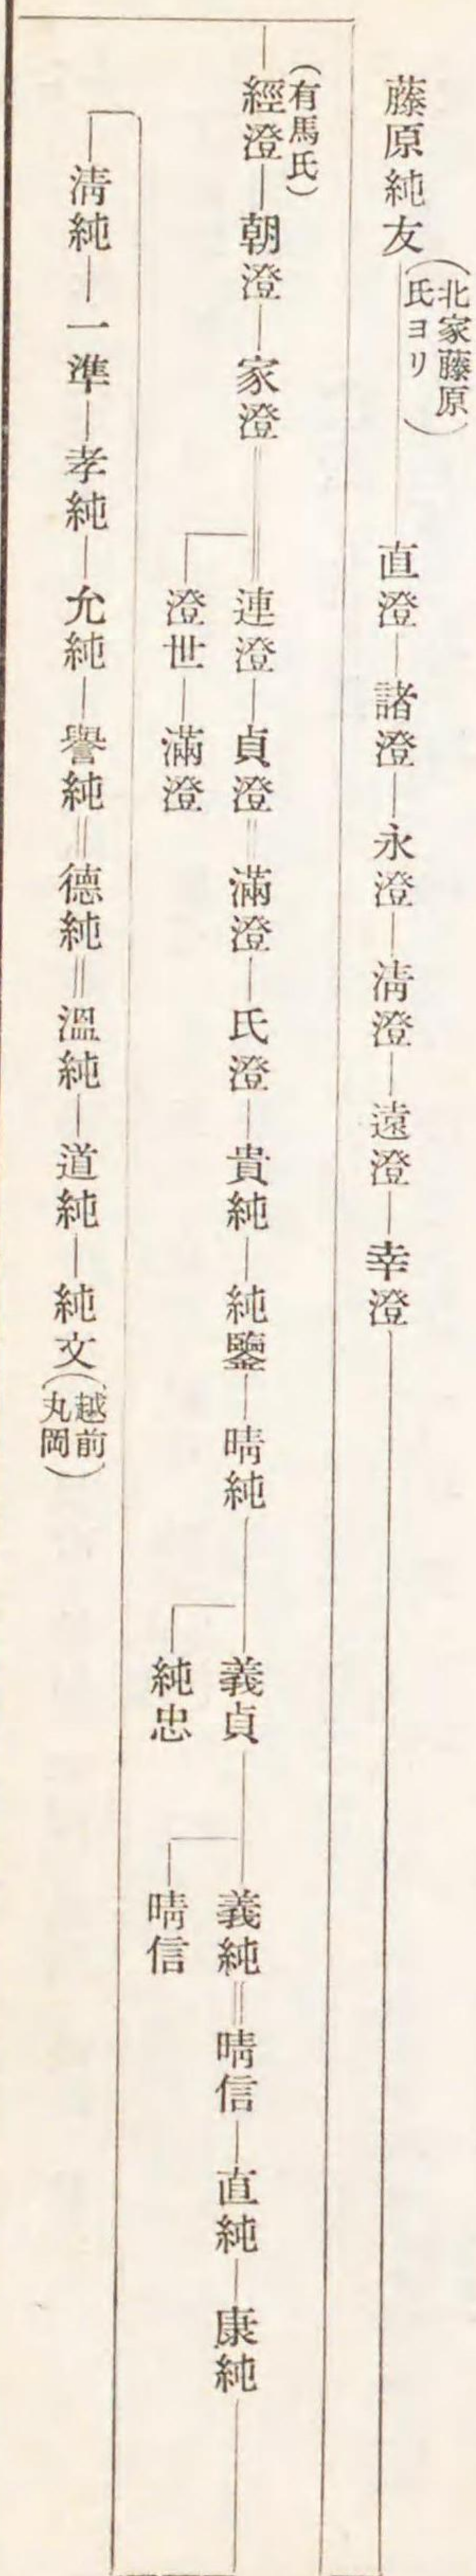 藤原純友(北家藤原氏ヨリ)―直澄―諸澄―永澄―淸澄―遠澄―幸澄
(有馬氏)
經澄―朝澄―家澄=連澄―貞澄=滿澄―氏澄―貴純―純鑒―晴純―義貞―義純=晴信―直純―康純
澄世―滿澄
純忠
晴信
淸純―一準―孝純―允純―譽純=德純=溫純―道純―純文(越前丸岡)